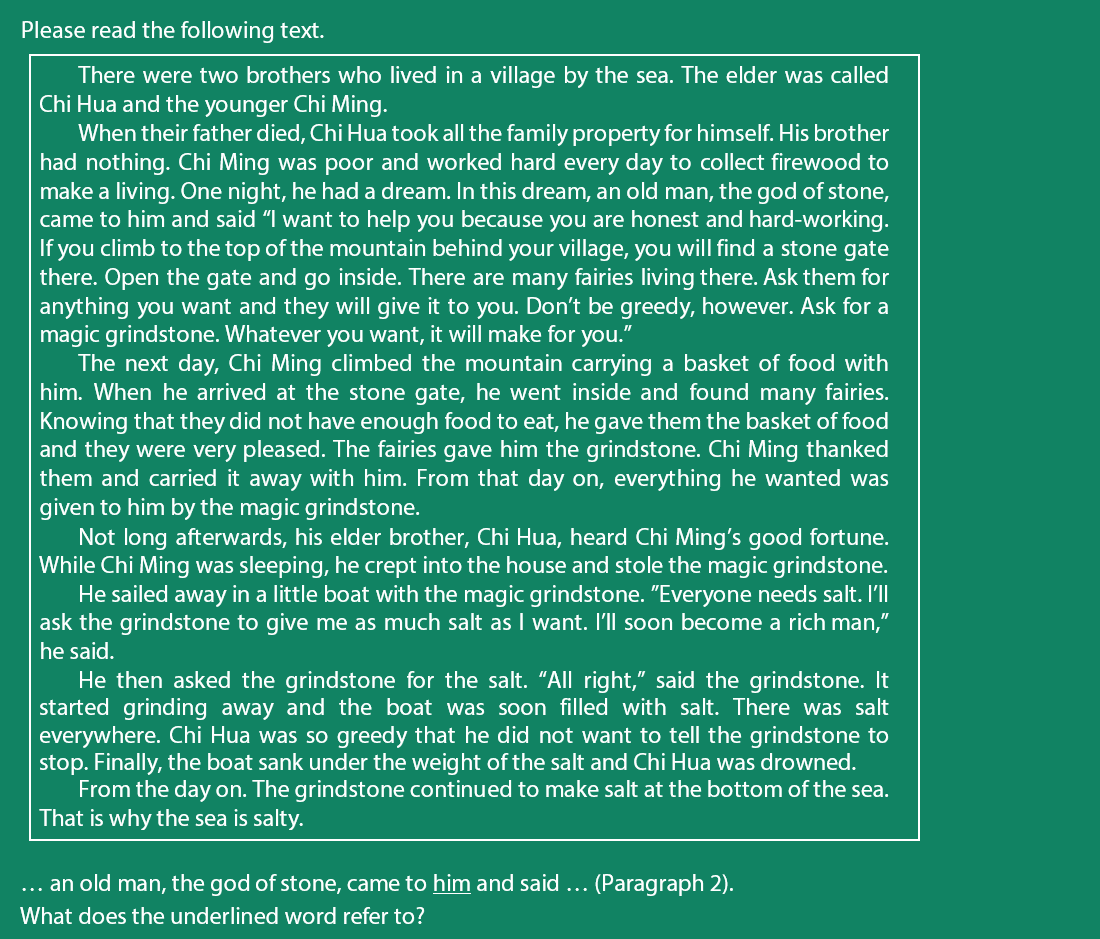 Please read the following text.
There were two brothers who lived in a village by the sea. The elder was called
Chi Hua and the younger Chi Ming.
When their father died, Chi Hua took all the family property for himself. His brother
had nothing. Chi Ming was poor and worked hard every day to collect firewood to
make a living. One night, he had a dream. In this dream, an old man, the god of stone,
came to him and said “I want to help you because you are honest and hard-working.
If you climb to the top of the mountain behind your village, you will find a stone gate
there. Open the gate and go inside. There are many fairies living there. Ask them for
anything you want and they will give it to you. Don’t be greedy, however. Ask for a
magic grindstone. Whatever you want, it will make for you.”
The next day, Chi Ming climbed the mountain carrying a basket of food with
him. When he arrived at the stone gate, he went inside and found many fairies.
Knowing that they did not have enough food to eat, he gave them the basket of food
and they were very pleased. The fairies gave him the grindstone. Chi Ming thanked
them and carried it away with him. From that day on, everything he wanted was
given to him by the magic grindstone.
Not long afterwards, his elder brother, Chi Hua, heard Chi Ming’s good fortune.
While Chi Ming was sleeping, he crept into the house and stole the magic grindstone.
He sailed away in a little boat with the magic grindstone. ”Everyone needs salt. I’ll
ask the grindstone to give me as much salt as I want. I’ll soon become a rich man,”
he said.
He then asked the grindstone for the salt. “All right,” said the grindstone. It
started grinding away and the boat was soon filled with salt. There was salt
everywhere. Chi Hua was so greedy that he did not want to tell the grindstone to
stop. Finally, the boat sank under the weight of the salt and Chi Hua was drowned.
From the day on. The grindstone continued to make salt at the bottom of the sea.
That is why the sea is salty.
… an old man, the god of stone, came to him and said … (Paragraph 2).
What does the underlined word refer to?